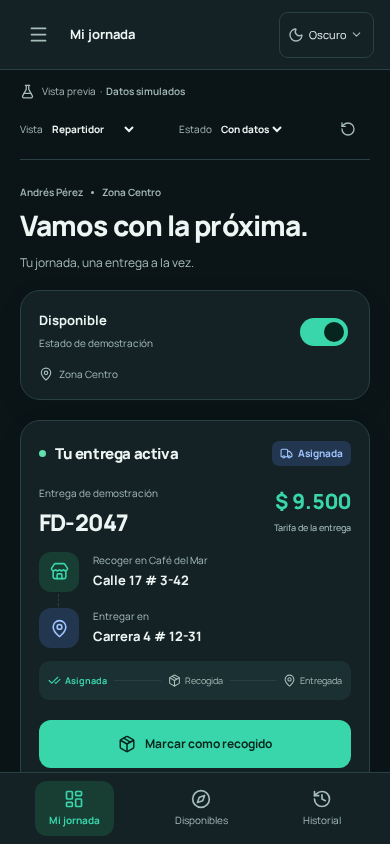 Mi jornada
Oscuro
Vista previa · Datos simulados
Vista Repartidor Estado Con datos
Andrés Pérez • Zona Centro
Vamos con la próxima.
Tu jornada, una entrega a la vez.
Disponible
Estado de demostración
Zona Centro
Tu entrega activa
Asignada
Entrega de demostración
$ 9.500
FD-2047
Tarifa de la entrega
Recoger en Café del Mar
Calle 17 # 3-42
Entregar en
Carrera 4 # 12-31
Asignada Recogida Entregada
Marcar como recogido
Mi jornada Disponibles Historial